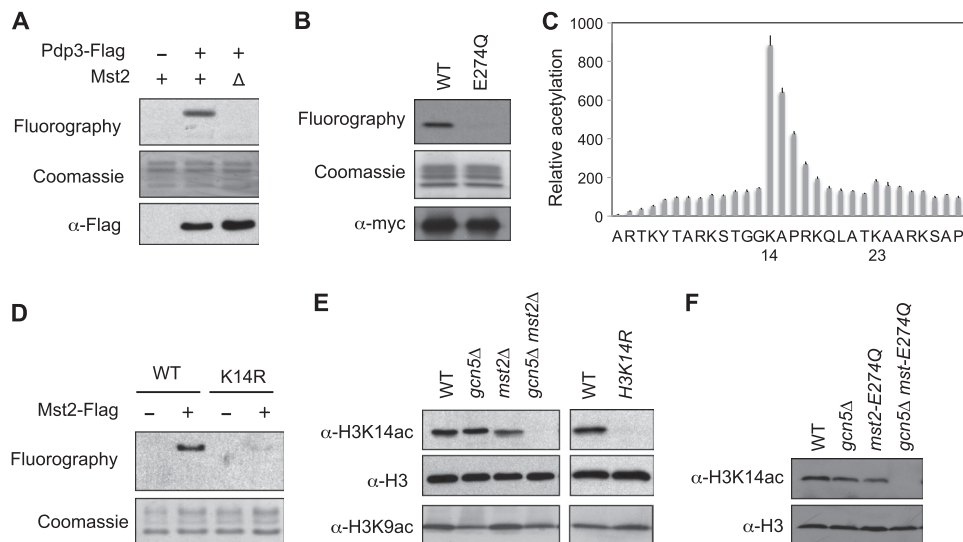 A
Pdp3-Flag – + +
Mst2 + + Δ
Fluorography
Coomassie
α-Flag
B
WT E274Q
Fluorography
Coomassie
α-myc
C
Relative acetylation
1000
800
600
400
200
0
ARTKYTARKSTGGKAPRKQLATKAARKSAP
14 23
D
WT K14R
Mst2-Flag – + – +
Fluorography
Coomassie
E
WT gcn5Δ mst2Δ gcn5Δ mst2Δ WT H3K14R
α-H3K14ac
α-H3
α-H3K9ac
F
WT gcn5Δ mst2-E274Q gcn5Δ mst-E274Q
α-H3K14ac
α-H3